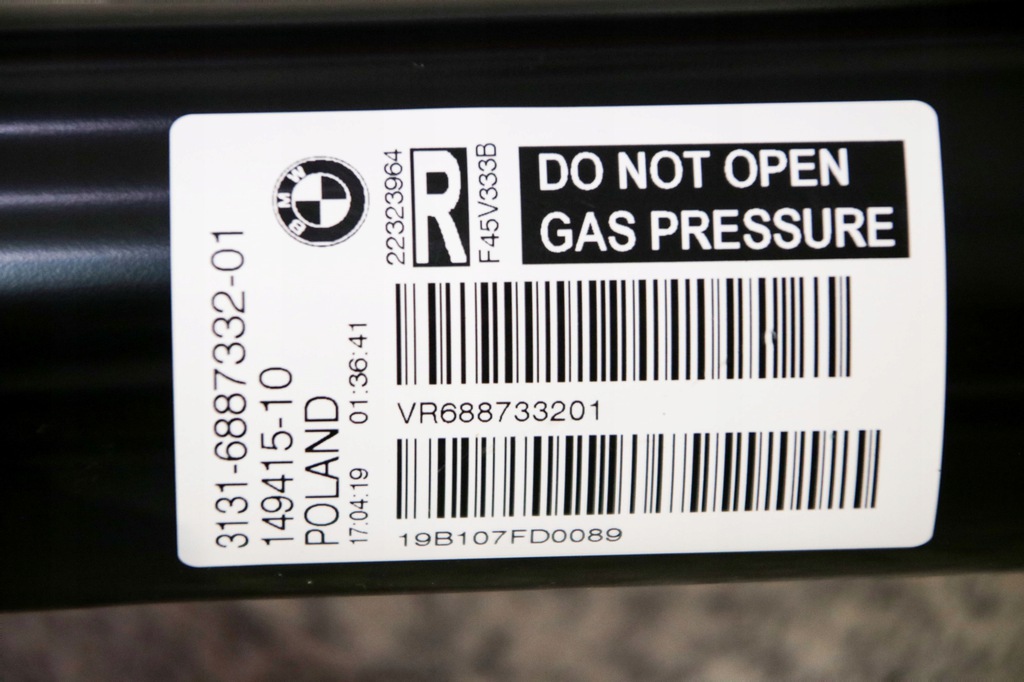 BMW
22323964
R
F45V333B
DO NOT OPEN
GAS PRESSURE
3131-6887332-01
149415-10
POLAND
17:04:19 01:36:41
VR688733201
19B107FD0089